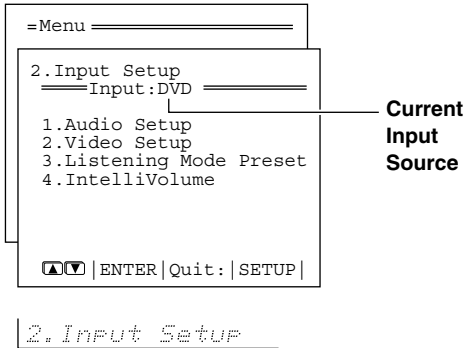 =Menu
2.Input Setup
Input:DVD
Current
Input
Source
1.Audio Setup
2.Video Setup
3.Listening Mode Preset
4.IntelliVolume
▲▼|ENTER|Quit:|SETUP|
2.Input Setup